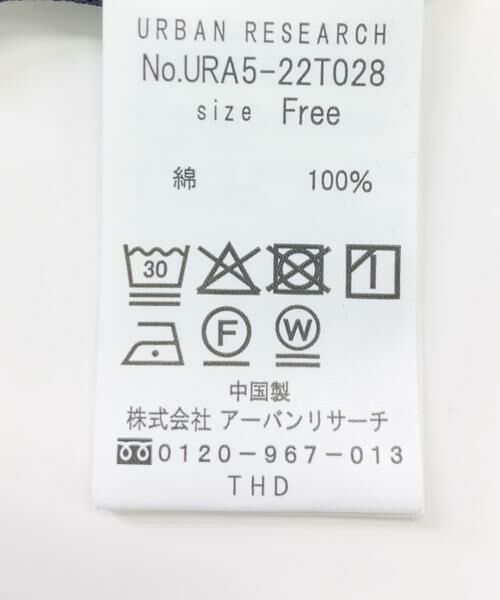 URBAN RESEARCH
No.URA5-22T028
size Free
綿 100%
30
F W
中国製
株式会社 アーバンリサーチ
0120-967-013
THD